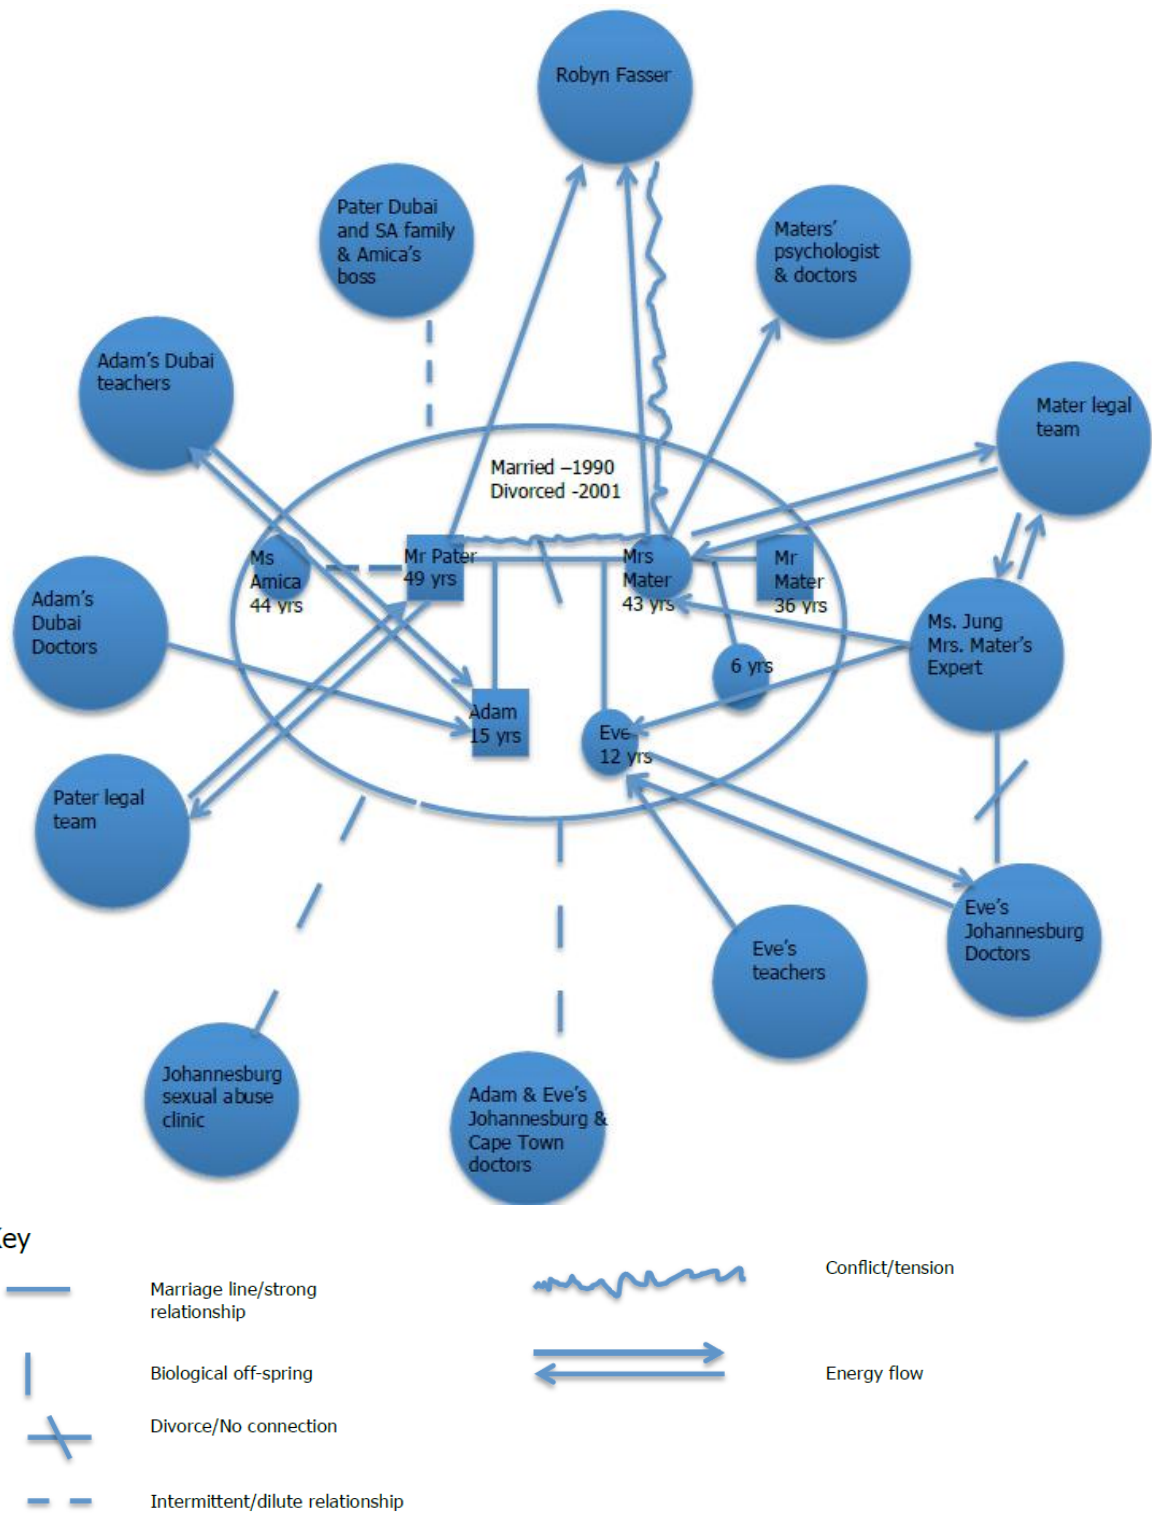 Robyn Fasser
Pater Dubai
and SA family
& Amica's
boss
Maters'
psychologist
& doctors
Adam's Dubai
teachers
Mater legal
team
Married –1990
Divorced -2001
Ms
Amica
44 yrs
Mr Pater
49 yrs
Mrs
Mater
43 yrs
Mr
Mater
36 yrs
Adam's
Dubai
Doctors
Ms. Jung
Mrs. Mater's
Expert
6 yrs
Adam
15 yrs
Eve
12 yrs
Pater legal
team
Eve's
teachers
Eve's
Johannesburg
Doctors
Johannesburg
sexual abuse
clinic
Adam & Eve's
Johannesburg &
Cape Town
doctors
ey
Marriage line/strong
relationship
Conflict/tension
Biological off-spring
Energy flow
Divorce/No connection
Intermittent/dilute relationship